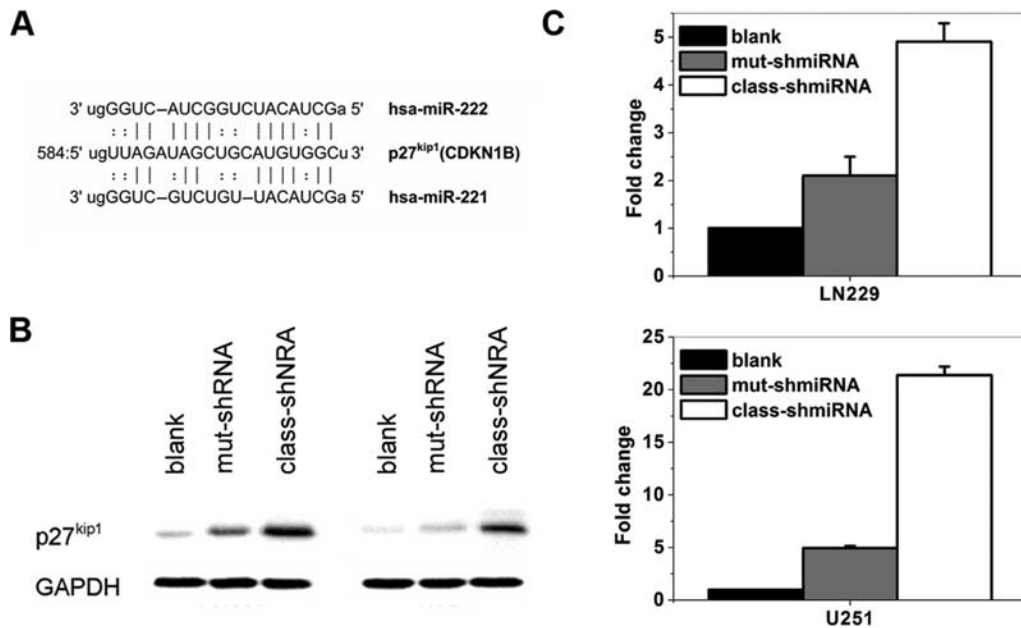 A
3' ugGGUC–AUCGGUCUACAUCGa 5' hsa-miR-222
584:5' ugUUAGAUAGCUGCAUGUGGCu 3' p27kip1(CDKN1B)
3' ugGGUC–GUCUGU–UACAUCGa 5' hsa-miR-221
B
blank
mut-shRNA
class-shNRA
blank
mut-shRNA
class-shNRA
p27kip1
GAPDH
C
Fold change
5
4
3
2
1
0
blank
mut-shmiRNA
class-shmiRNA
LN229
Fold change
25
20
15
10
5
0
blank
mut-shmiRNA
class-shmiRNA
U251